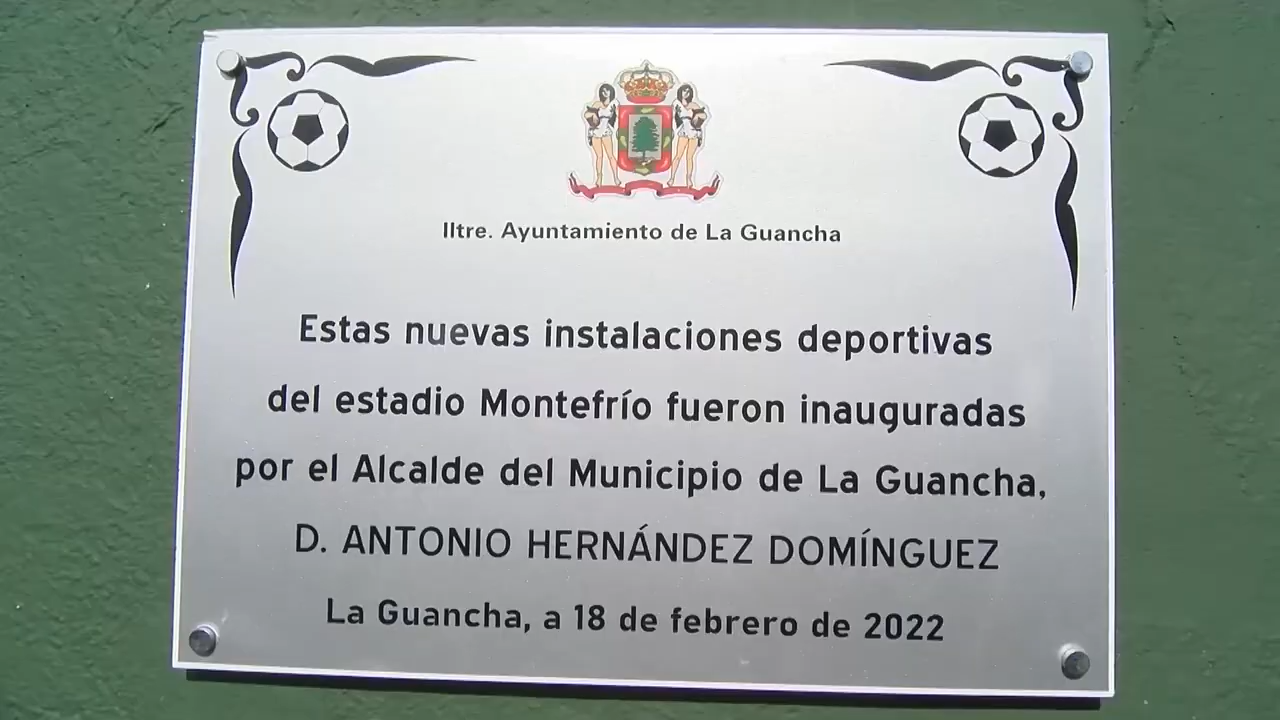 Iltre. Ayuntamiento de La Guancha
Estas nuevas instalaciones deportivas
del estadio Montefrío fueron inauguradas
por el Alcalde del Municipio de La Guancha,
D. ANTONIO HERNÁNDEZ DOMÍNGUEZ
La Guancha, a 18 de febrero de 2022